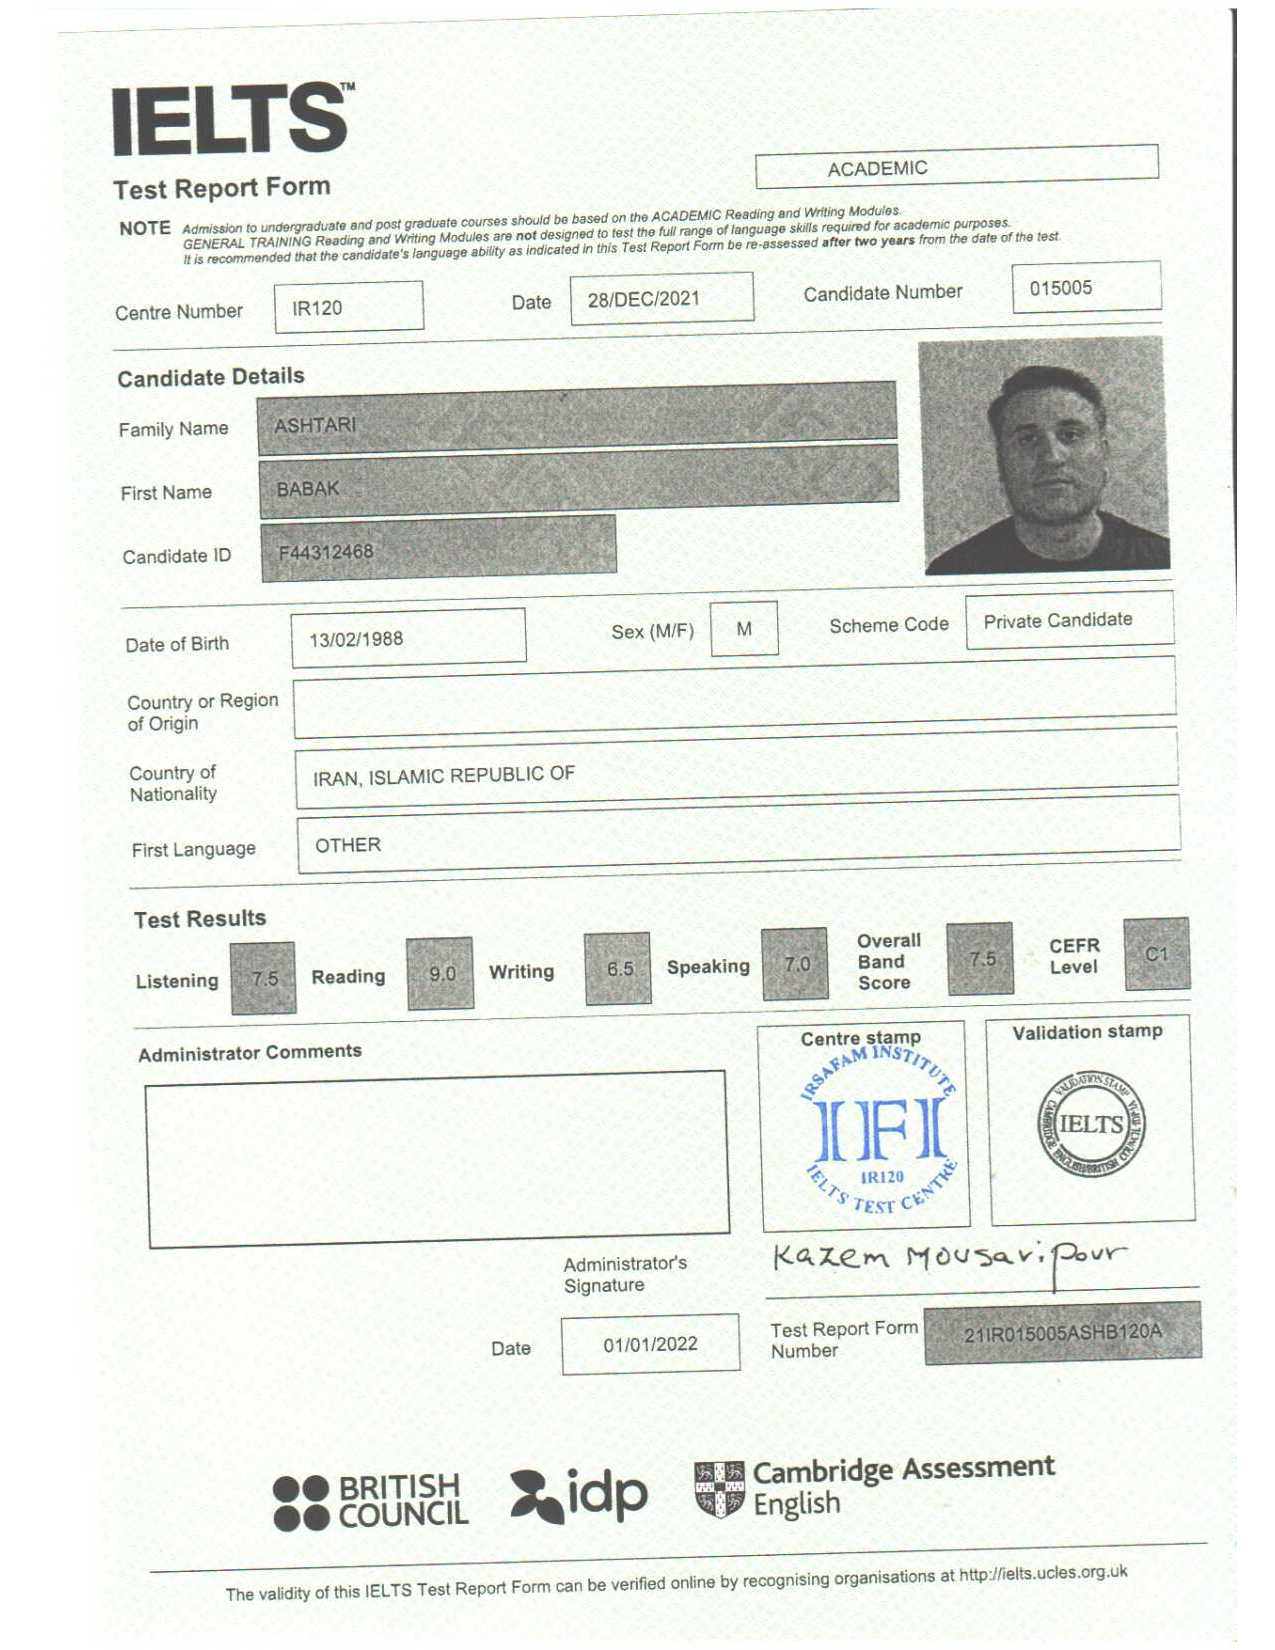 IELTS™
Test Report Form
ACADEMIC
NOTE Admission to undergraduate and post graduate courses should be based on the ACADEMIC Reading and Writing Modules.
GENERAL TRAINING Reading and Writing Modules are not designed to test the full range of language skills required for academic purposes.
It is recommended that the candidate's language ability as indicated in this Test Report Form be re-assessed after two years from the date of the test.
Centre Number IR120 Date 28/DEC/2021 Candidate Number 015005
Candidate Details
Family Name ASHTARI
First Name BABAK
Candidate ID F44312468
Date of Birth 13/02/1988 Sex (M/F) M Scheme Code Private Candidate
Country or Region
of Origin
Country of
Nationality
IRAN, ISLAMIC REPUBLIC OF
First Language OTHER
Test Results
Listening 7.5 Reading 9.0 Writing 6.5 Speaking 7.0 Overall Band Score 7.5 CEFR Level C1
Administrator Comments
Centre stamp
IRSAFAM INSTITUTE
IFI
IR120
IELTS TEST CENTRE
Validation stamp
VALIDATION STAMP
IELTS
Administrator's
Signature
Kazem Mousavipour
Date 01/01/2022
Test Report Form
Number
21IR015005ASHB120A
BRITISH
COUNCIL
idp
Cambridge Assessment
English
The validity of this IELTS Test Report Form can be verified online by recognising organisations at http://ielts.ucles.org.uk